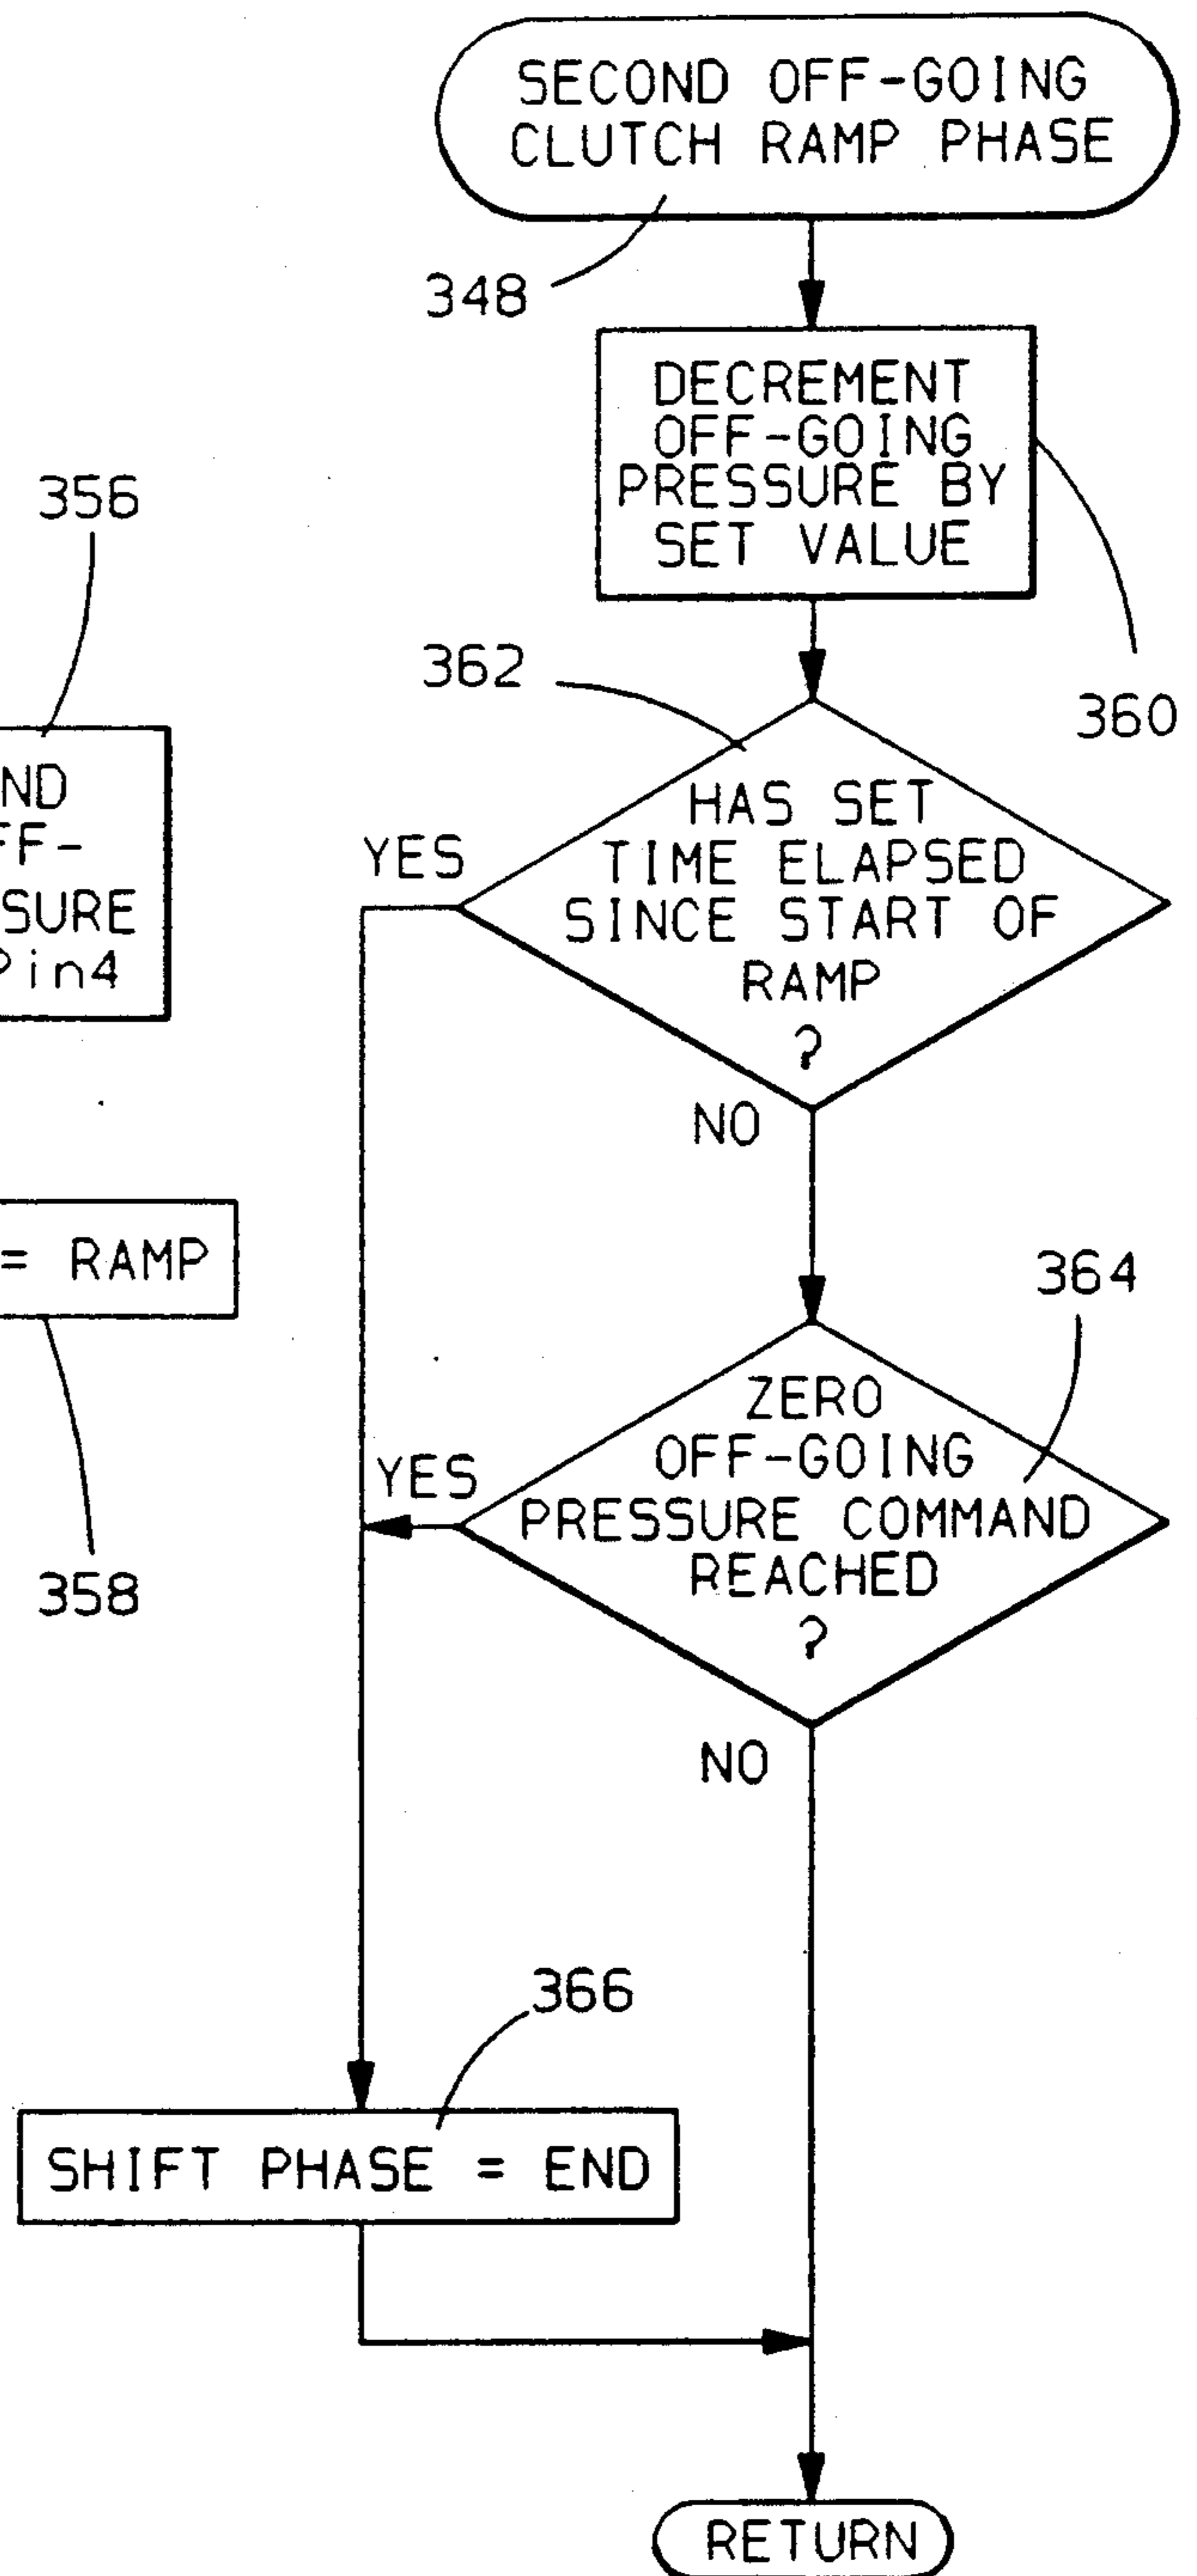 SECOND OFF-GOING
CLUTCH RAMP PHASE
348
DECREMENT
OFF-GOING
PRESSURE BY
SET VALUE
360
356
ND
FF-
SURE
Pin4
362
HAS SET
TIME ELAPSED
SINCE START OF
RAMP
?
YES
NO
= RAMP
358
364
ZERO
OFF-GOING
PRESSURE COMMAND
REACHED
?
YES
NO
366
SHIFT PHASE = END
RETURN